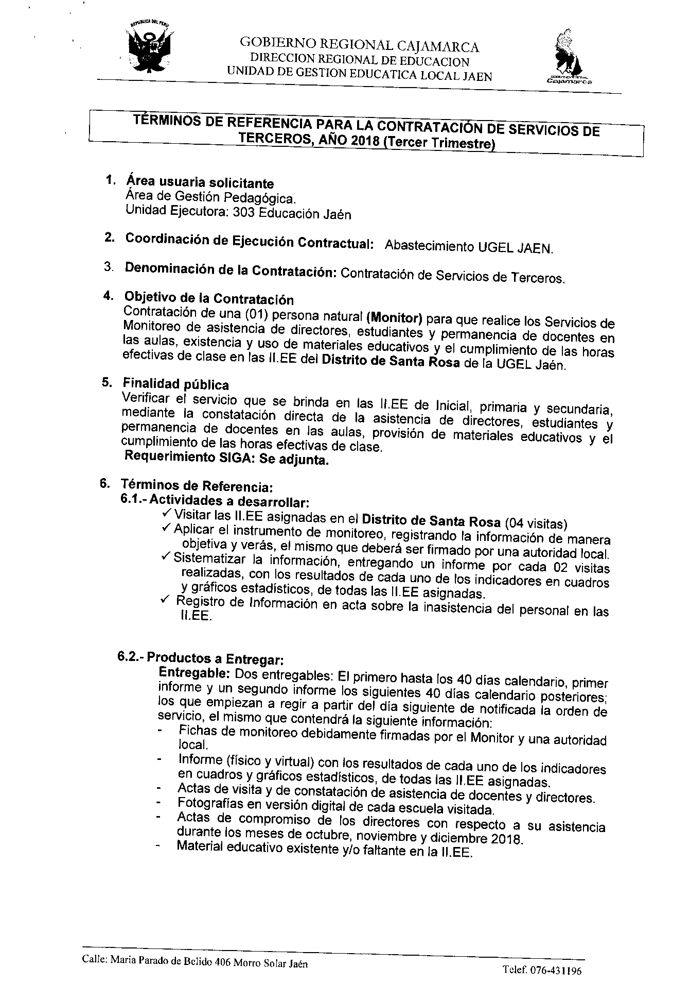 REPUBLICA DEL PERU
GOBIERNO REGIONAL CAJAMARCA
DIRECCION REGIONAL DE EDUCACION
UNIDAD DE GESTION EDUCATICA LOCAL JAEN
Cajamarca
TÉRMINOS DE REFERENCIA PARA LA CONTRATACIÓN DE SERVICIOS DE
TERCEROS, AÑO 2018 (Tercer Trimestre)
1. Área usuaria solicitante
Área de Gestión Pedagógica.
Unidad Ejecutora: 303 Educación Jaén
2. Coordinación de Ejecución Contractual: Abastecimiento UGEL JAEN.
3. Denominación de la Contratación: Contratación de Servicios de Terceros.
4. Objetivo de la Contratación
Contratación de una (01) persona natural (Monitor) para que realice los Servicios de
Monitoreo de asistencia de directores, estudiantes y permanencia de docentes en
las aulas, existencia y uso de materiales educativos y el cumplimiento de las horas
efectivas de clase en las II.EE del Distrito de Santa Rosa de la UGEL Jaén.
5. Finalidad pública
Verificar el servicio que se brinda en las II.EE de Inicial, primaria y secundaria,
mediante la constatación directa de la asistencia de directores, estudiantes y
permanencia de docentes en las aulas, provisión de materiales educativos y el
cumplimiento de las horas efectivas de clase.
Requerimiento SIGA: Se adjunta.
6. Términos de Referencia:
6.1.- Actividades a desarrollar:
✓ Visitar las II.EE asignadas en el Distrito de Santa Rosa (04 visitas)
✓ Aplicar el instrumento de monitoreo, registrando la información de manera
objetiva y verás, el mismo que deberá ser firmado por una autoridad local.
✓ Sistematizar la información, entregando un informe por cada 02 visitas
realizadas, con los resultados de cada uno de los indicadores en cuadros
y gráficos estadísticos, de todas las II.EE asignadas.
✓ Registro de Información en acta sobre la inasistencia del personal en las
II.EE.
6.2.- Productos a Entregar:
Entregable: Dos entregables: El primero hasta los 40 días calendario, primer
informe y un segundo informe los siguientes 40 días calendario posteriores;
los que empiezan a regir a partir del día siguiente de notificada la orden de
servicio, el mismo que contendrá la siguiente información:
- Fichas de monitoreo debidamente firmadas por el Monitor y una autoridad
local.
- Informe (físico y virtual) con los resultados de cada uno de los indicadores
en cuadros y gráficos estadísticos, de todas las II.EE asignadas.
- Actas de visita y de constatación de asistencia de docentes y directores.
- Fotografías en versión digital de cada escuela visitada.
- Actas de compromiso de los directores con respecto a su asistencia
durante los meses de octubre, noviembre y diciembre 2018.
- Material educativo existente y/o faltante en la II.EE.
Calle: Maria Parado de Belido 406 Morro Solar Jaén
Telef. 076-431196